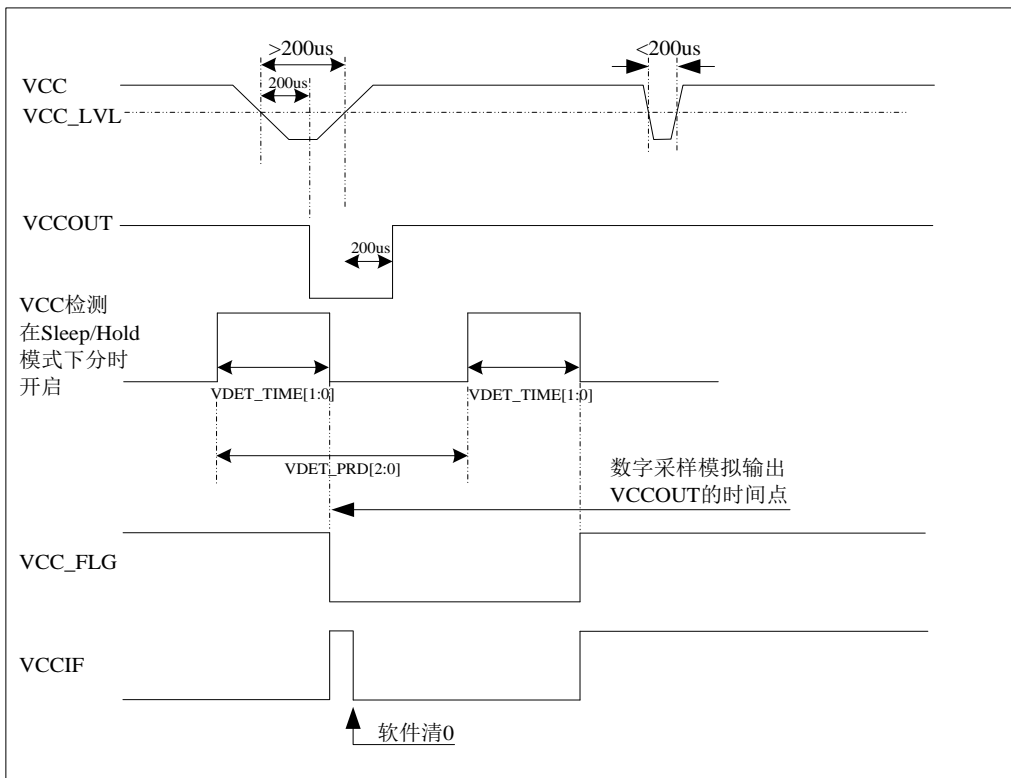 >200us
<200us
200us
VCC
VCC_LVL
VCCOUT
200us
VCC检测
在Sleep/Hold
模式下分时
开启
VDET_TIME[1:0]
VDET_TIME[1:0]
VDET_PRD[2:0]
数字采样模拟输出
VCCOUT的时间点
VCC_FLG
VCCIF
软件清0